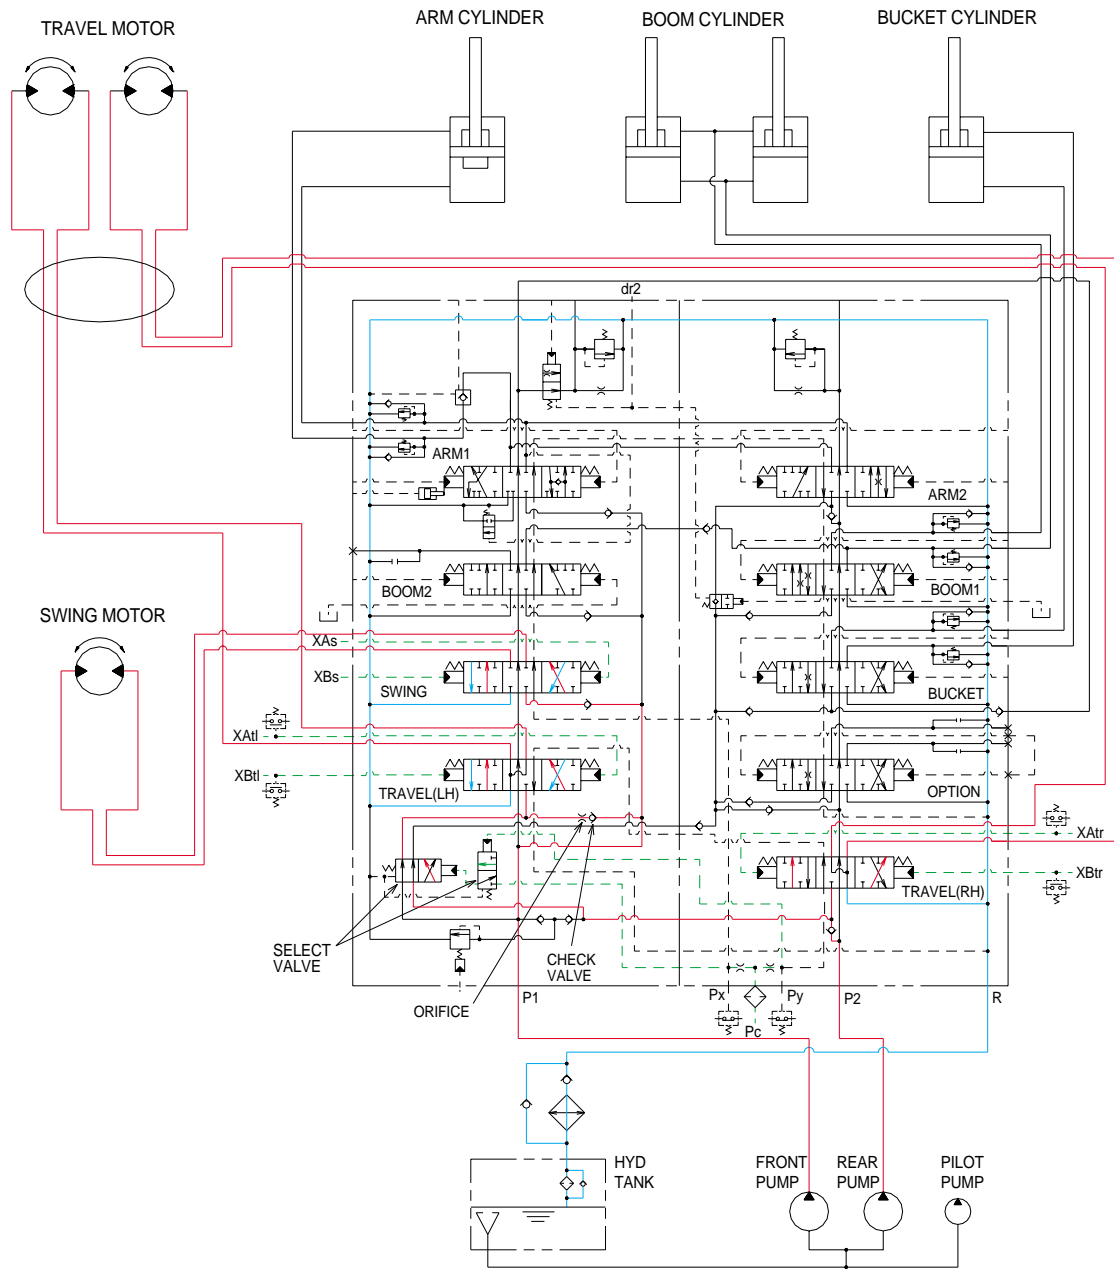 ARM CYLINDER
BOOM CYLINDER
BUCKET CYLINDER
TRAVEL MOTOR
dr2
ARM1
ARM2
BOOM2
BOOM1
SWING MOTOR
XAs
XBs
SWING
BUCKET
XAtl
XBtl
TRAVEL(LH)
OPTION
XAtr
XBtr
TRAVEL(RH)
SELECT
VALVE
CHECK
VALVE
ORIFICE
P1
Px
Py
P2
R
Pc
HYD
TANK
FRONT
PUMP
REAR
PUMP
PILOT
PUMP